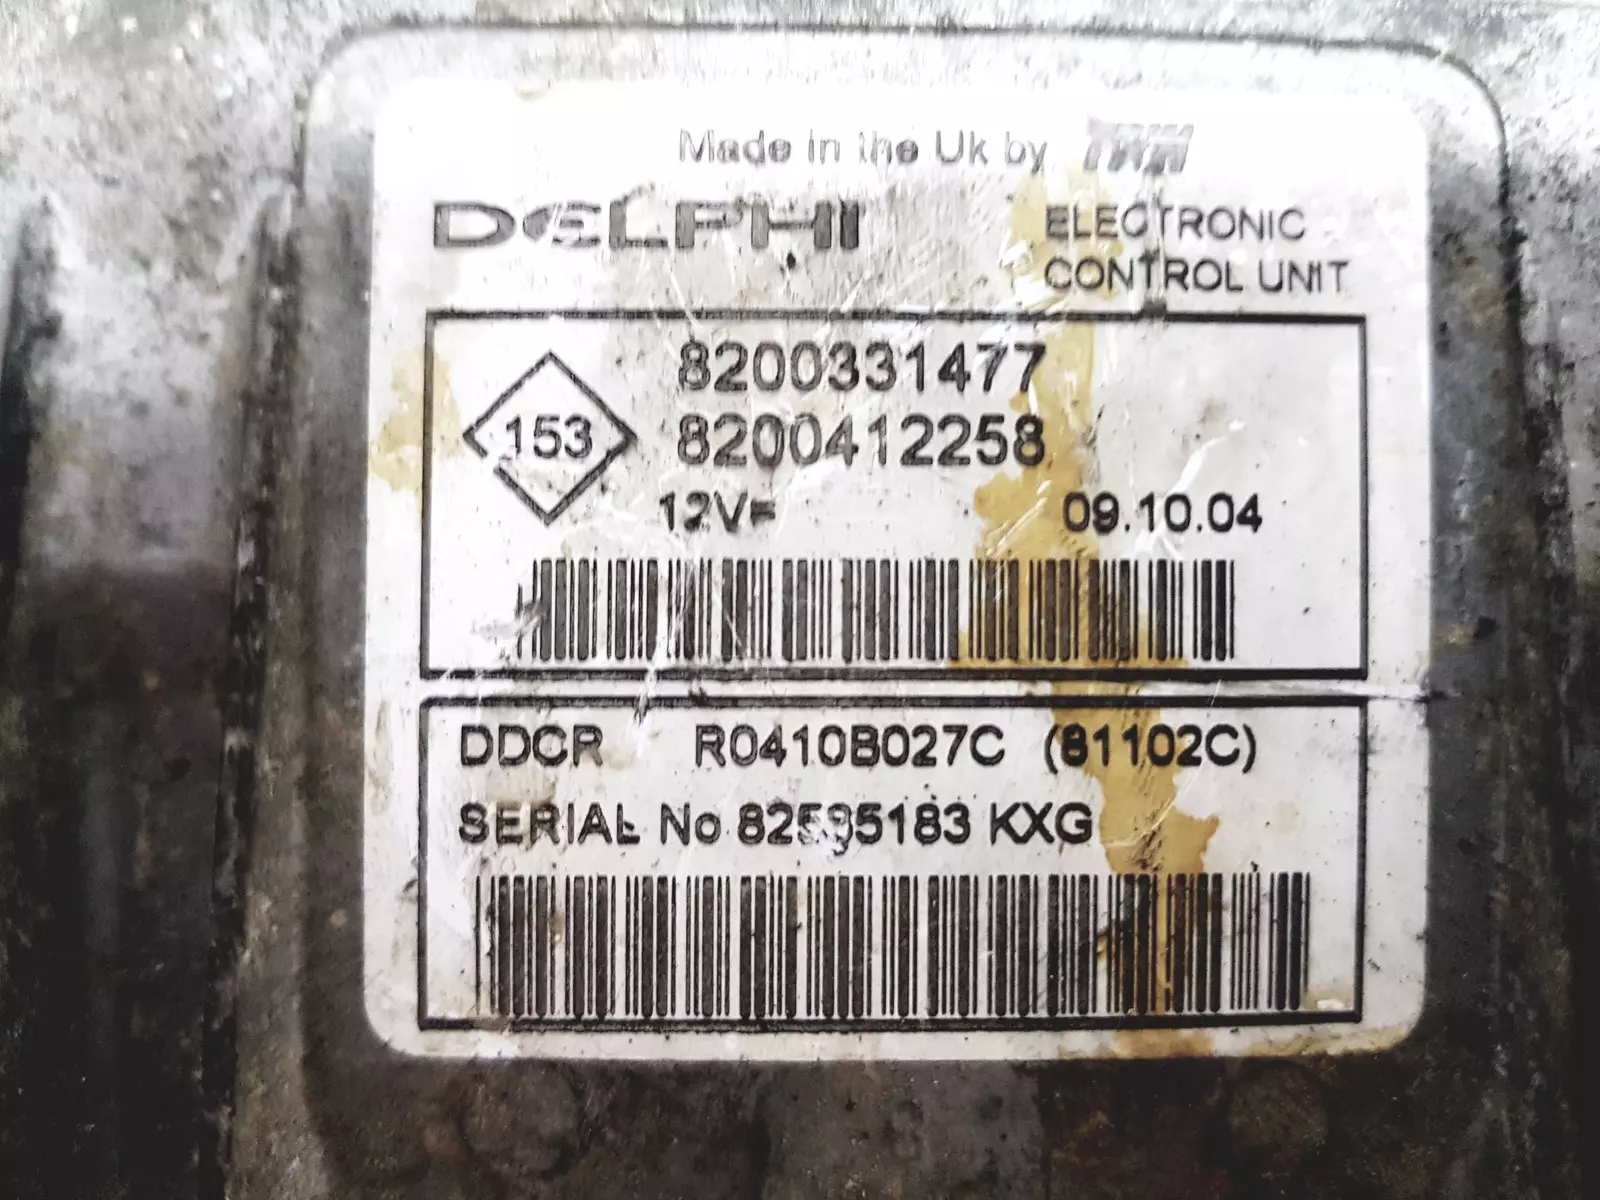 Made in the Uk by TRW
DELPHI
ELECTRONIC
CONTROL UNIT
8200331477
153
8200412258
12V=
09.10.04
DDCR R0410B027C (81102C)
SERIAL No KXG